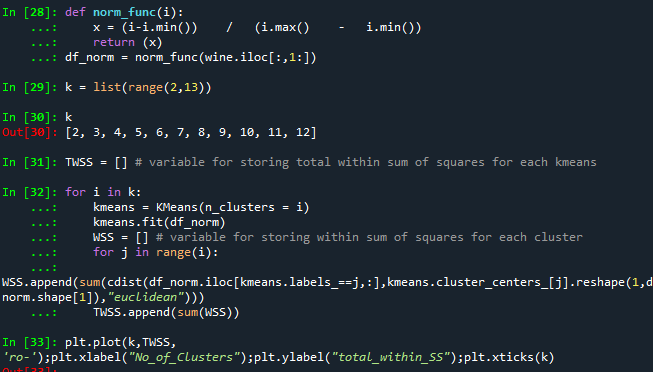 In [28]: def norm_func(i):
    ...:     x = (i-i.min())    /   (i.max()    -   i.min())
    ...:     return (x)
    ...: df_norm = norm_func(wine.iloc[:,1:])
In [29]: k = list(range(2,13))
In [30]: k
Out[30]: [2, 3, 4, 5, 6, 7, 8, 9, 10, 11, 12]
In [31]: TWSS = [] # variable for storing total within sum of squares for each kmeans
In [32]: for i in k:
    ...:     kmeans = KMeans(n_clusters = i)
    ...:     kmeans.fit(df_norm)
    ...:     WSS = [] # variable for storing within sum of squares for each cluster
    ...:     for j in range(i):
    ...:
WSS.append(sum(cdist(df_norm.iloc[kmeans.labels_==j,:],kmeans.cluster_centers_[j].reshape(1,d
norm.shape[1]),"euclidean")))
    ...:     TWSS.append(sum(WSS))
In [33]: plt.plot(k,TWSS,
'ro-');plt.xlabel("No_of_Clusters");plt.ylabel("total_within_SS");plt.xticks(k)
Out[33]: